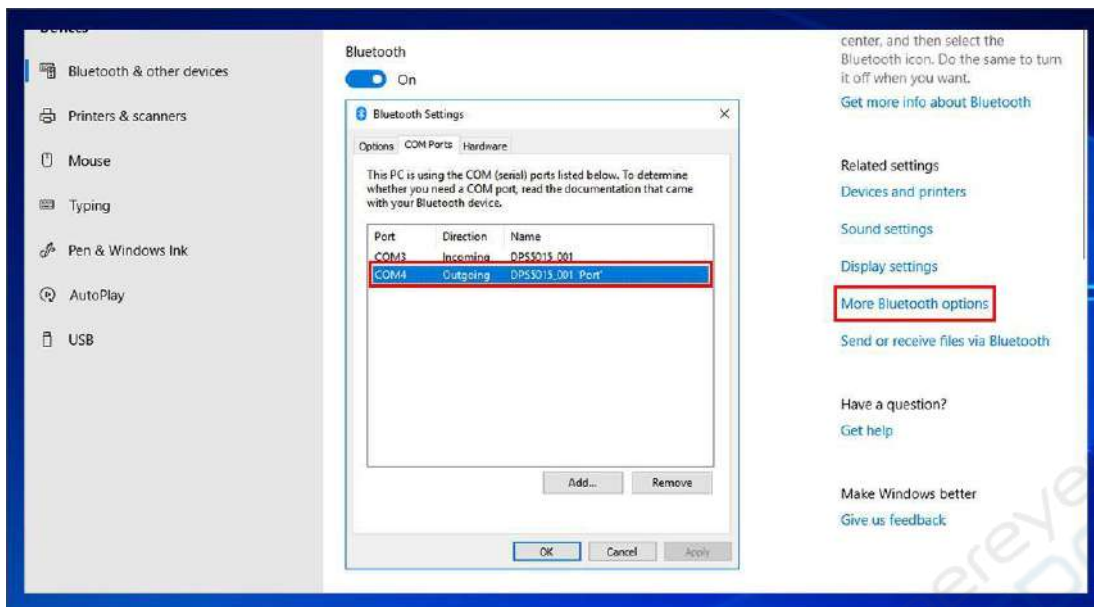 Bluetooth & other devices
Printers & scanners
Mouse
Typing
Pen & Windows Ink
AutoPlay
USB
Bluetooth
On
Bluetooth Settings
Options COM Ports Hardware
This PC is using the COM (serial) ports listed below. To determine
whether you need a COM port, read the documentation that came
with your Bluetooth device.
Port Direction Name
COM3 Incoming DPS5015_001
COM4 Outgoing DPS5015_001 'Port'
Add... Remove
OK Cancel Apply
center, and then select the
Bluetooth icon. Do the same to turn
it off when you want.
Get more info about Bluetooth
Related settings
Devices and printers
Sound settings
Display settings
More Bluetooth options
Send or receive files via Bluetooth
Have a question?
Get help
Make Windows better
Give us feedback